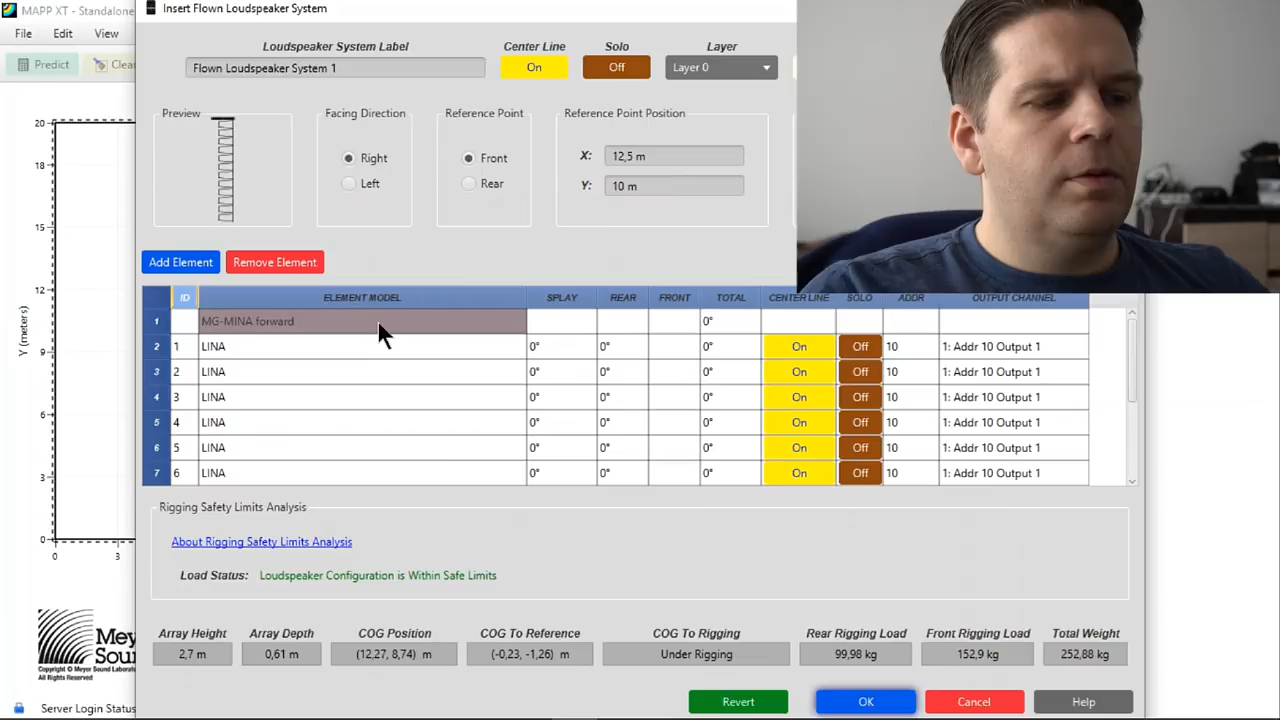 MAPP XT - Standalone
Insert Flown Loudspeaker System
File Edit View
Predict
Clea
Loudspeaker System Label
Center Line
Solo
Layer
Flown Loudspeaker System 1
On
Off
Layer 0
Preview
Facing Direction
Reference Point
Reference Point Position
Right
Left
Front
Rear
X: 12,5 m
Y: 10 m
Add Element
Remove Element
ID ELEMENT MODEL SPLAY REAR FRONT TOTAL CENTER LINE SOLO ADDR OUTPUT CHANNEL
1 MG-MINA forward 0°
2 1 LINA 0° 0° 0° On Off 10 1: Addr 10 Output 1
3 2 LINA 0° 0° 0° On Off 10 1: Addr 10 Output 1
4 3 LINA 0° 0° 0° On Off 10 1: Addr 10 Output 1
5 4 LINA 0° 0° 0° On Off 10 1: Addr 10 Output 1
6 5 LINA 0° 0° 0° On Off 10 1: Addr 10 Output 1
7 6 LINA 0° 0° 0° On Off 10 1: Addr 10 Output 1
Rigging Safety Limits Analysis
About Rigging Safety Limits Analysis
Load Status: Loudspeaker Configuration is Within Safe Limits
Array Height Array Depth COG Position COG To Reference COG To Rigging Rear Rigging Load Front Rigging Load Total Weight
2,7 m 0,61 m (12,27, 8,74) m (-0,23, -1,26) m Under Rigging 99,98 kg 152,9 kg 252,88 kg
Revert OK Cancel Help
Y (meters)
20
18
15
12
9
6
3
0
0 3
Mey
Sou
Copyright © Meyer Sound Labora
All Rights Reserved
Server Login Status